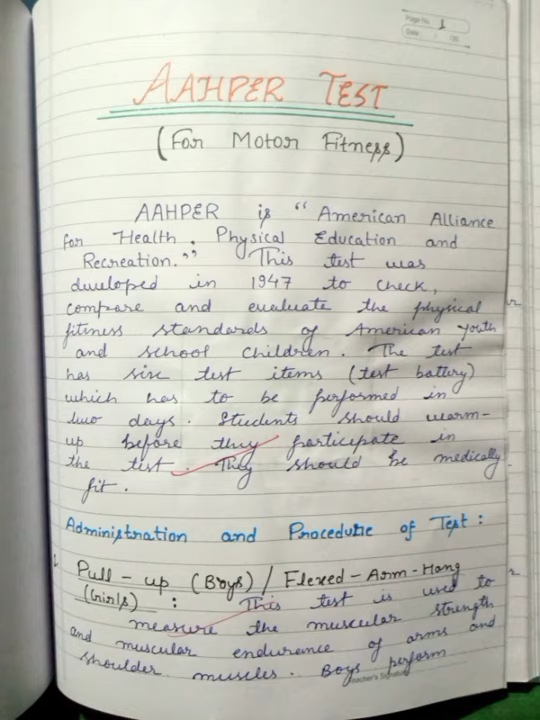 Page No. 1
Date: / /20
AAHPER TEST
(For Motor Fitness)
AAHPER is "American Alliance
for Health, Physical Education and
Recreation." This test was
developed in 1947 to check,
compare and evaluate the physical
fitness standards of American youth
and school children. The test
has six test items (test battery)
which has to be performed in
two days. Students should warm-
up before they participate in
the test. They should be medically
fit.
Administration and Procedure of Test:
1. Pull-up (Boys) / Flexed-Arm-Hang
(Girls) : This test is used to
measure the muscular strength
and muscular endurance of arms and
shoulder muscles. Boys perform
Teacher's Signature